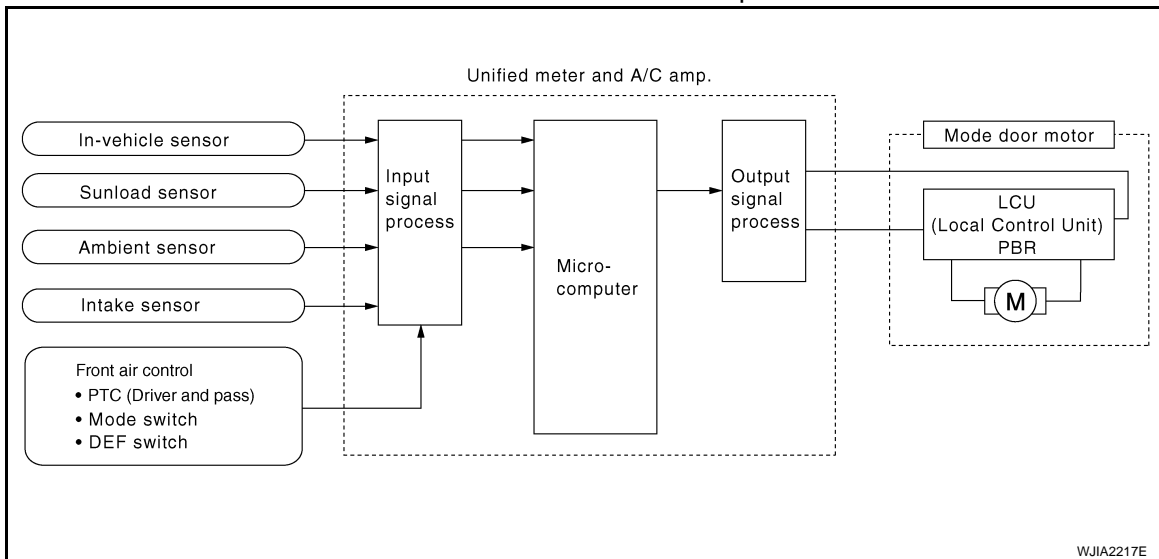 Unified meter and A/C amp.
In-vehicle sensor
Sunload sensor
Ambient sensor
Intake sensor
Front air control
• PTC (Driver and pass)
• Mode switch
• DEF switch
Input
signal
process
Micro-
computer
Output
signal
process
Mode door motor
LCU
(Local Control Unit)
PBR
M
WJIA2217E